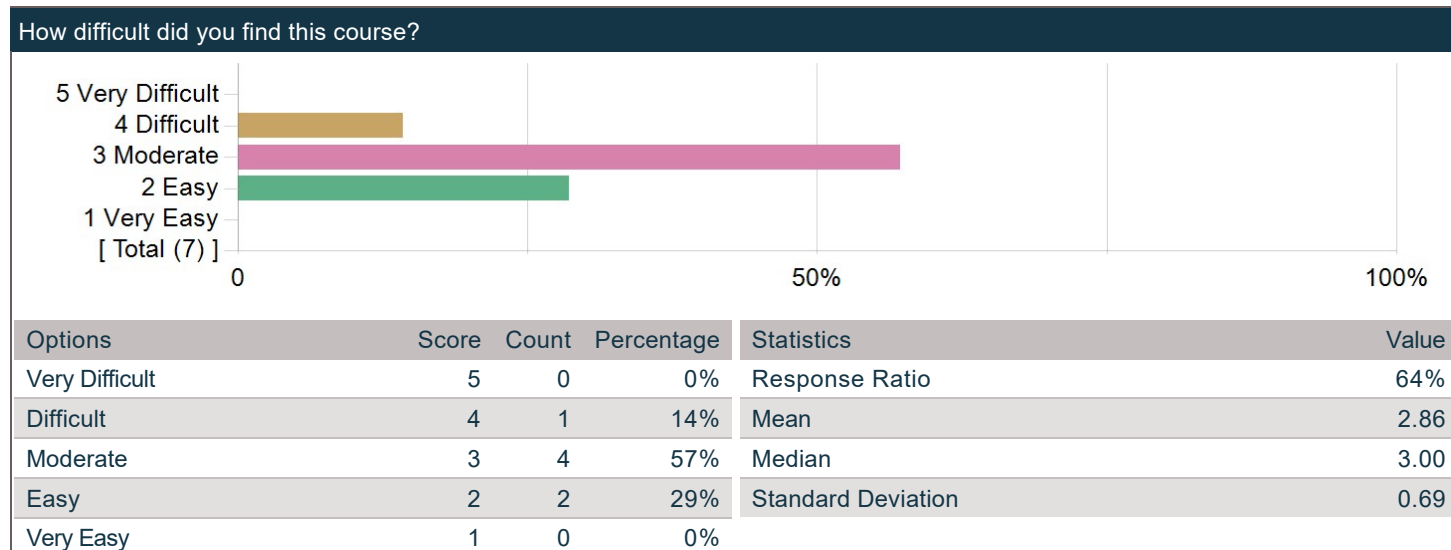 How difficult did you find this course?
5 Very Difficult
4 Difficult
3 Moderate
2 Easy
1 Very Easy
[ Total (7) ]
0 50% 100%
Options Score Count Percentage
Very Difficult 5 0 0%
Difficult 4 1 14%
Moderate 3 4 57%
Easy 2 2 29%
Very Easy 1 0 0%
Statistics Value
Response Ratio 64%
Mean 2.86
Median 3.00
Standard Deviation 0.69